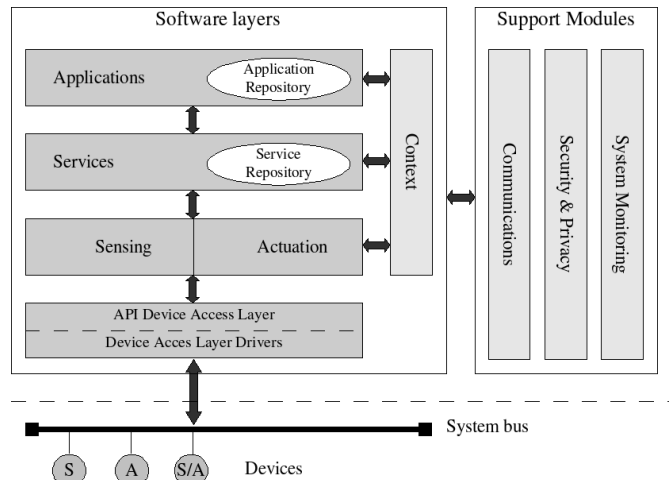 Software layers
Support Modules
Applications
Application
Repository
Services
Service
Repository
Sensing
Actuation
Context
API Device Access Layer
Device Acces Layer Drivers
Communications
Security & Privacy
System Monitoring
System bus
S
A
S/A
Devices